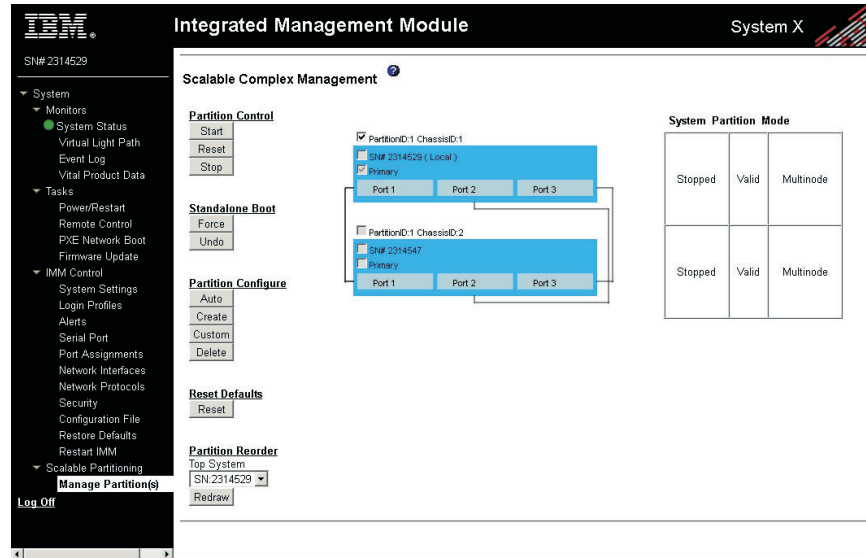 IBM®
Integrated Management Module
System X
SN# 2314529
System
Monitors
System Status
Virtual Light Path
Event Log
Vital Product Data
Tasks
Power/Restart
Remote Control
PXE Network Boot
Firmware Update
IMM Control
System Settings
Login Profiles
Alerts
Serial Port
Port Assignments
Network Interfaces
Network Protocols
Security
Configuration File
Restore Defaults
Restart IMM
Scalable Partitioning
Manage Partition(s)
Log Off
Scalable Complex Management ?
Partition Control
Start
Reset
Stop
Standalone Boot
Force
Undo
Partition Configure
Auto
Create
Custom
Delete
Reset Defaults
Reset
Partition Reorder
Top System
SN:2314529
Redraw
PartitionID:1 ChassisID:1
SN# 2314529 ( Local )
Primary
Port 1 Port 2 Port 3
PartitionID:1 ChassisID:2
SN# 2314547
Primary
Port 1 Port 2 Port 3
System Partition Mode
Stopped Valid Multinode
Stopped Valid Multinode